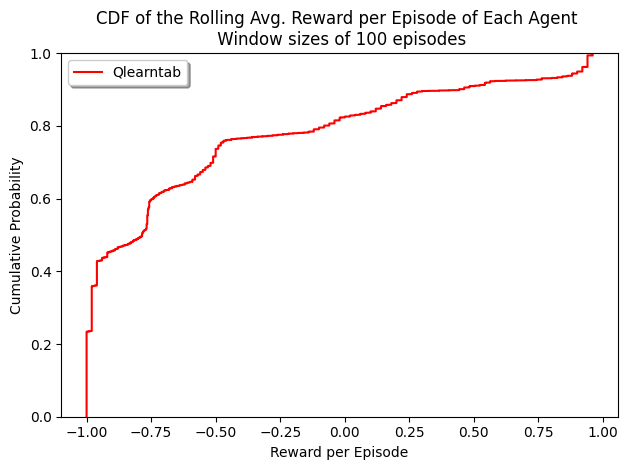 CDF of the Rolling Avg. Reward per Episode of Each Agent
Window sizes of 100 episodes
Qlearntab
Cumulative Probability
1.0
0.8
0.6
0.4
0.2
0.0
−1.00 −0.75 −0.50 −0.25 0.00 0.25 0.50 0.75 1.00
Reward per Episode